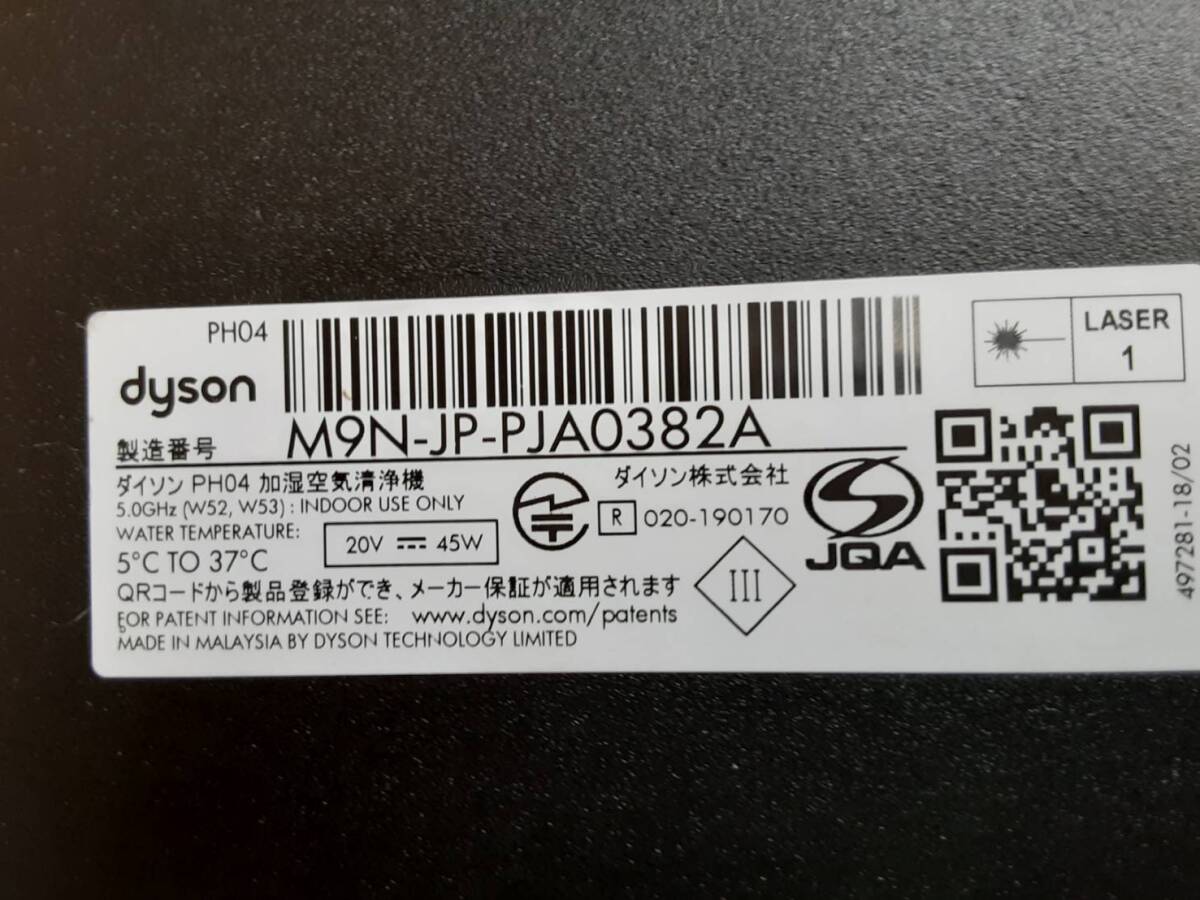 PH04
dyson
製造番号 M9N-JP-PJA0382A
ダイソン PH04 加湿空気清浄機
5.0GHz (W52, W53) : INDOOR USE ONLY
WATER TEMPERATURE:
5°C TO 37°C
20V ⎓ 45W
QRコードから製品登録ができ、メーカー保証が適用されます
FOR PATENT INFORMATION SEE: www.dyson.com/patents
MADE IN MALAYSIA BY DYSON TECHNOLOGY LIMITED
ダイソン株式会社
R 020-190170
III
JQA
LASER
1
497281-18/02